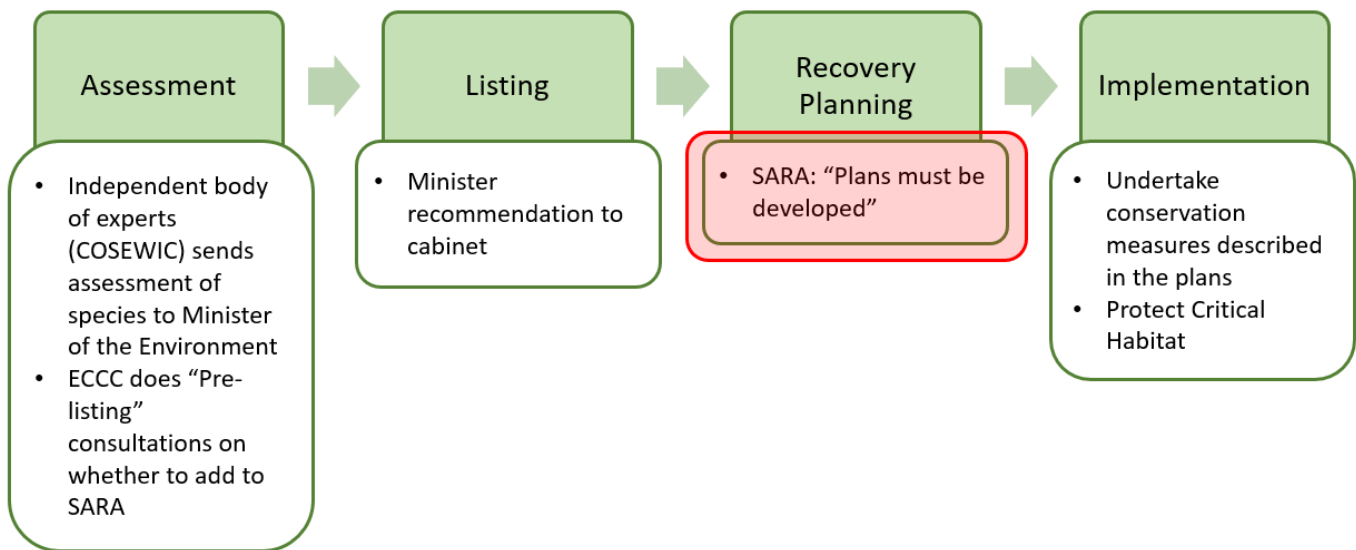 Assessment
• Independent body
of experts
(COSEWIC) sends
assessment of
species to Minister
of the Environment
• ECCC does “Pre-
listing”
consultations on
whether to add to
SARA
Listing
• Minister
recommendation to
cabinet
Recovery
Planning
• SARA: “Plans must be
developed”
Implementation
• Undertake
conservation
measures described
in the plans
• Protect Critical
Habitat